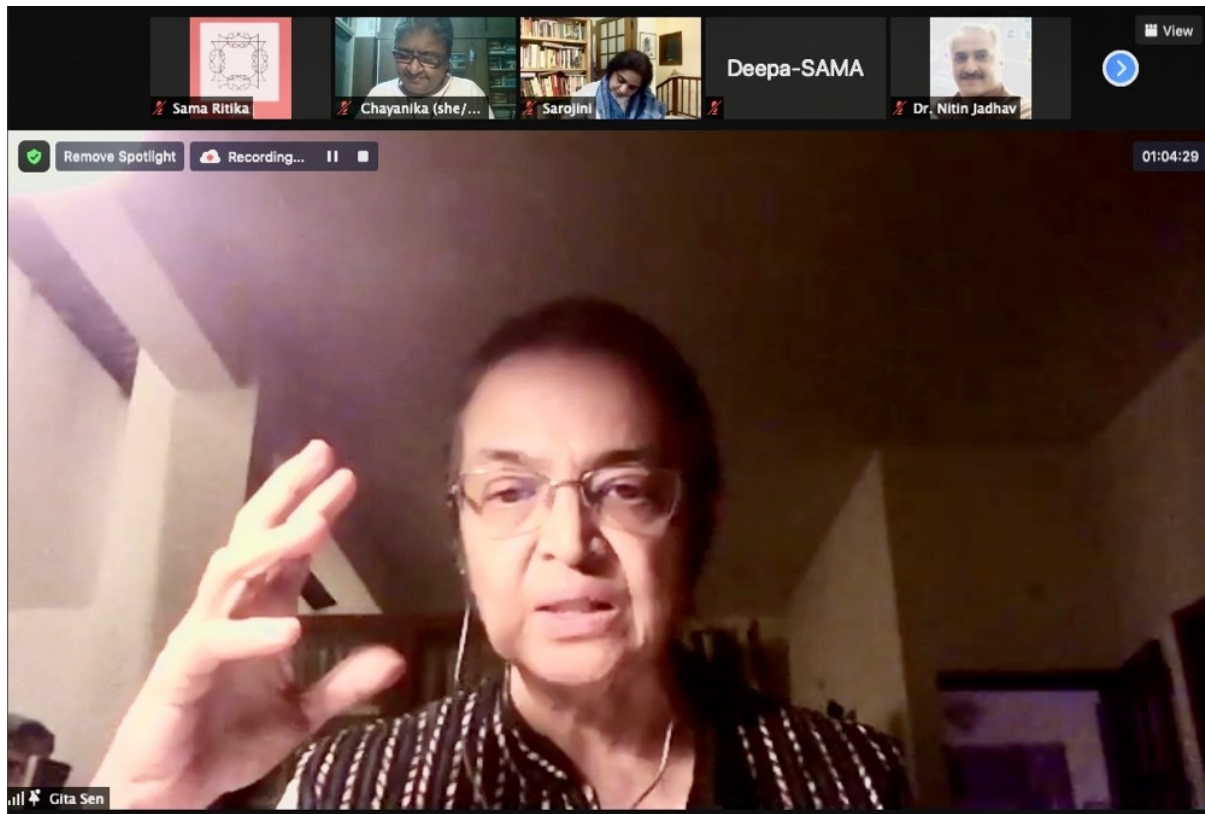 View
Sama Ritika
Chayanika (she/...
Sarojini
Deepa-SAMA
Dr. Nitin Jadhav
Remove Spotlight
Recording...
01:04:29
Gita Sen